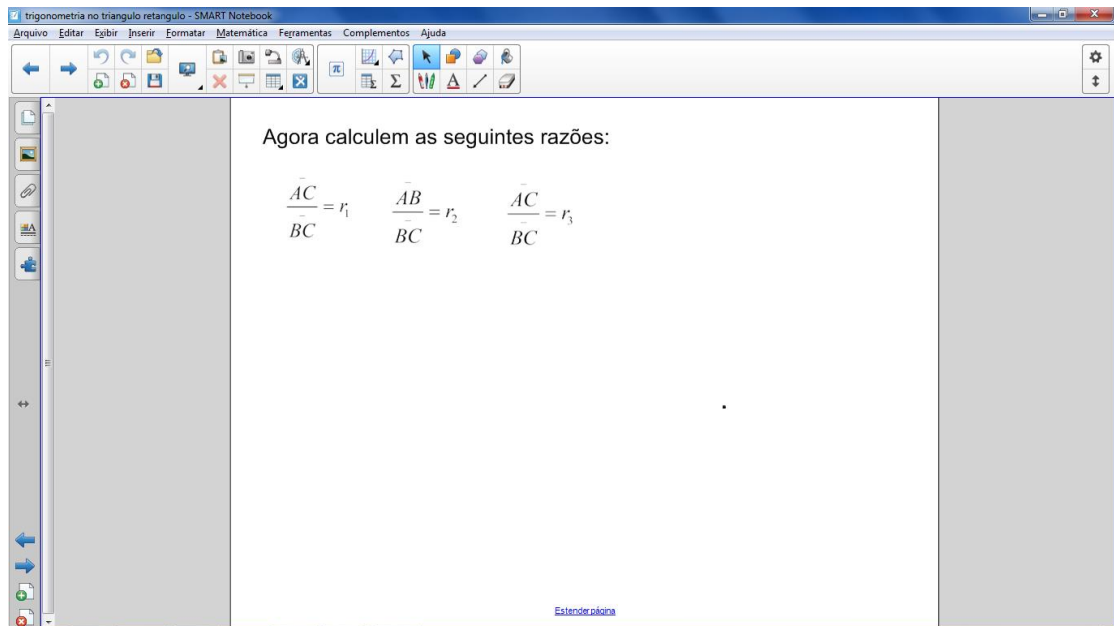 trigonometria no triangulo retangulo - SMART Notebook
Arquivo Editar Exibir Inserir Formatar Matemática Ferramentas Complementos Ajuda
π
Σ
A
Agora calculem as seguintes razões:
AC/BC = r₁ AB/BC = r₂ AC/BC = r₃
Estender página